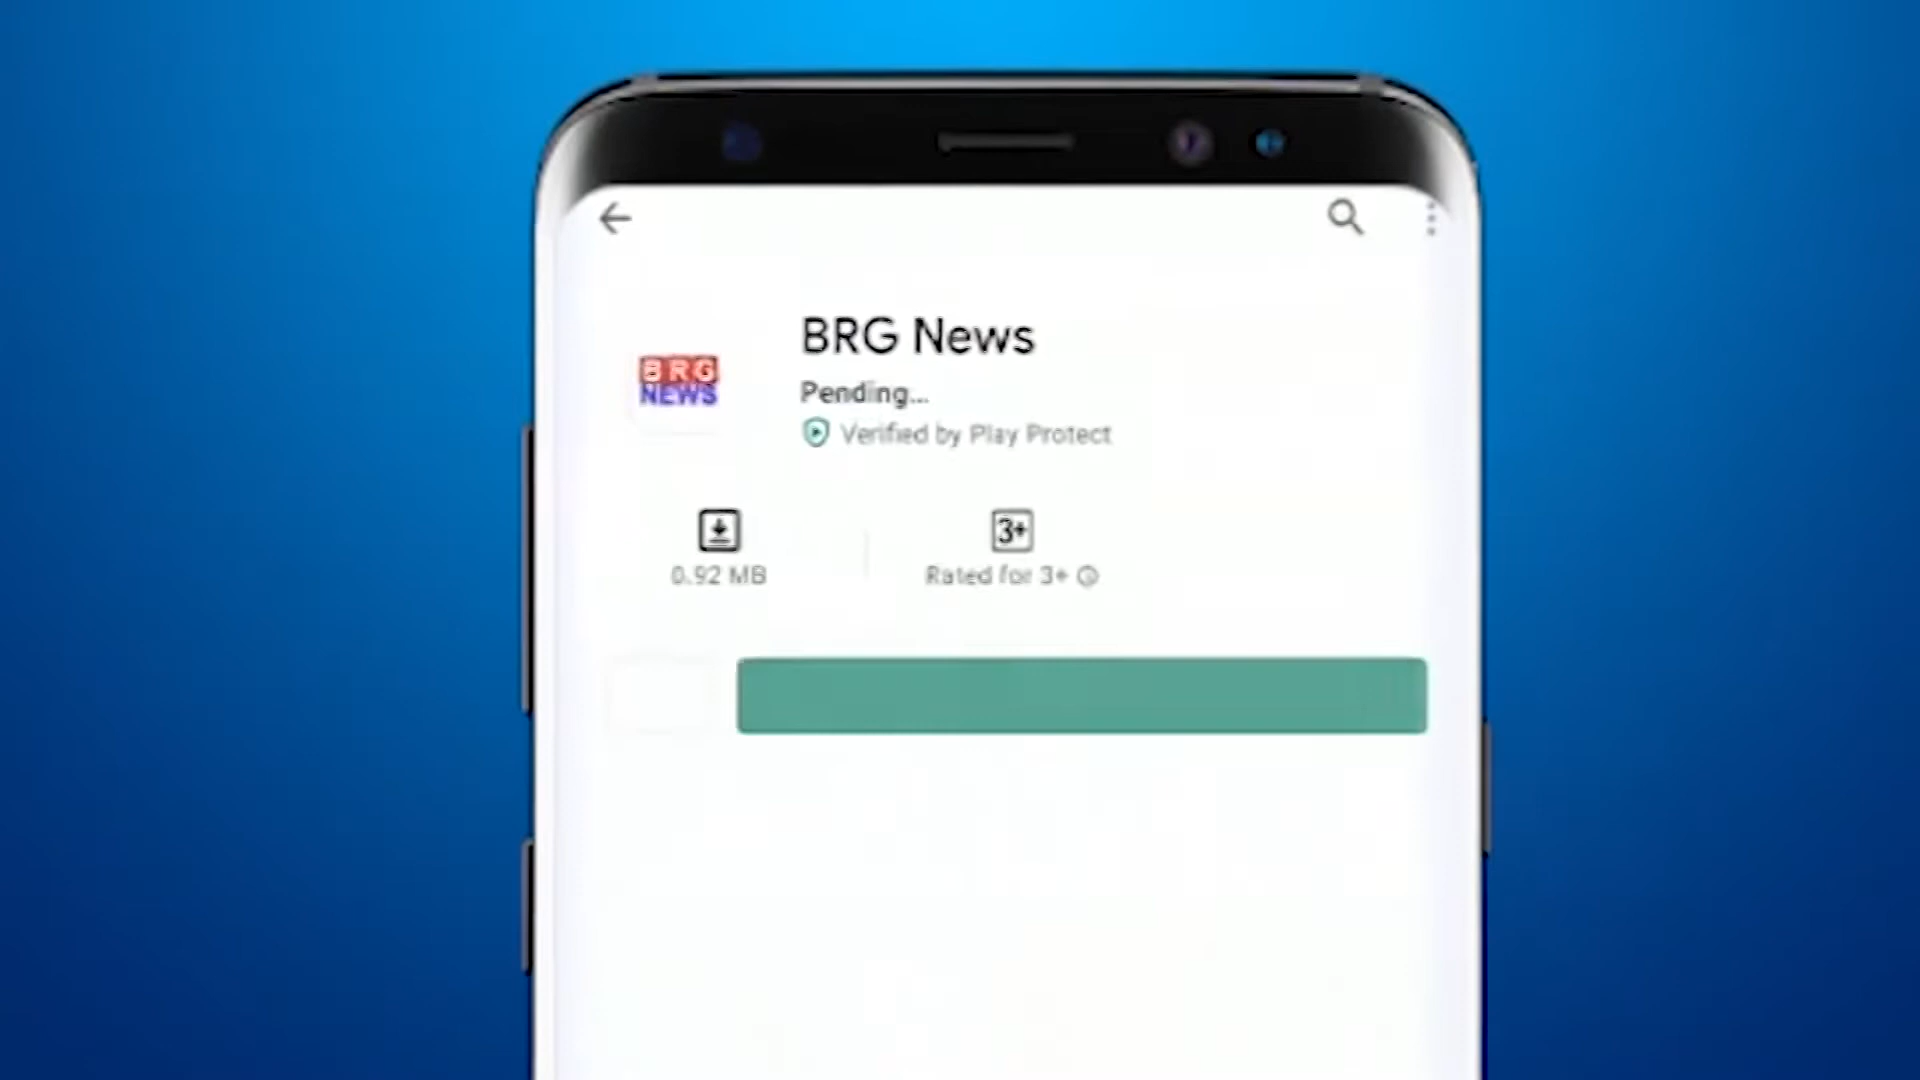 BRG News
BRG
NEWS
Pending...
Verified by Play Protect
3+
0.92 MB
Rated for 3+